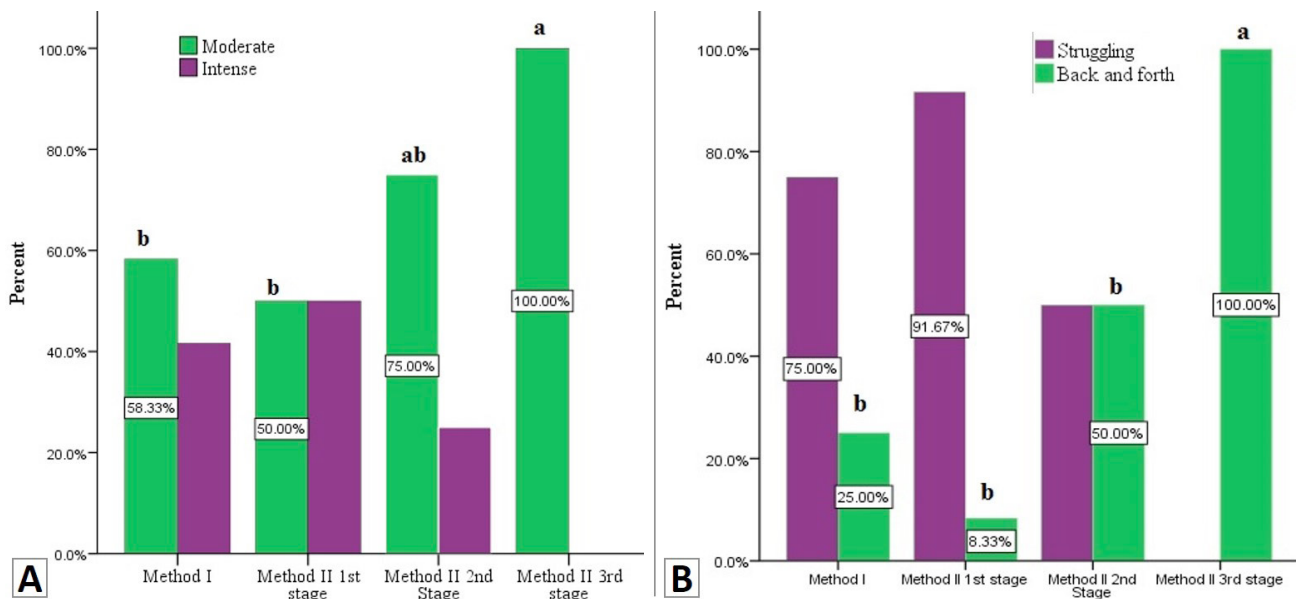 Moderate
Intense
a
100.0%
80.0%
60.0%
40.0%
20.0%
0.0%
Percent
b
b
ab
58.33%
50.00%
75.00%
100.00%
Method I
Method II 1st
stage
Method II 2nd
Stage
Method II 3rd
stage
A
Struggling
Back and forth
a
100.0%
80.0%
60.0%
40.0%
20.0%
0.0%
Percent
b
b
b
75.00%
25.00%
91.67%
8.33%
50.00%
100.00%
Method I
Method II 1st stage
Method II 2nd
Stage
Method II 3rd stage
B